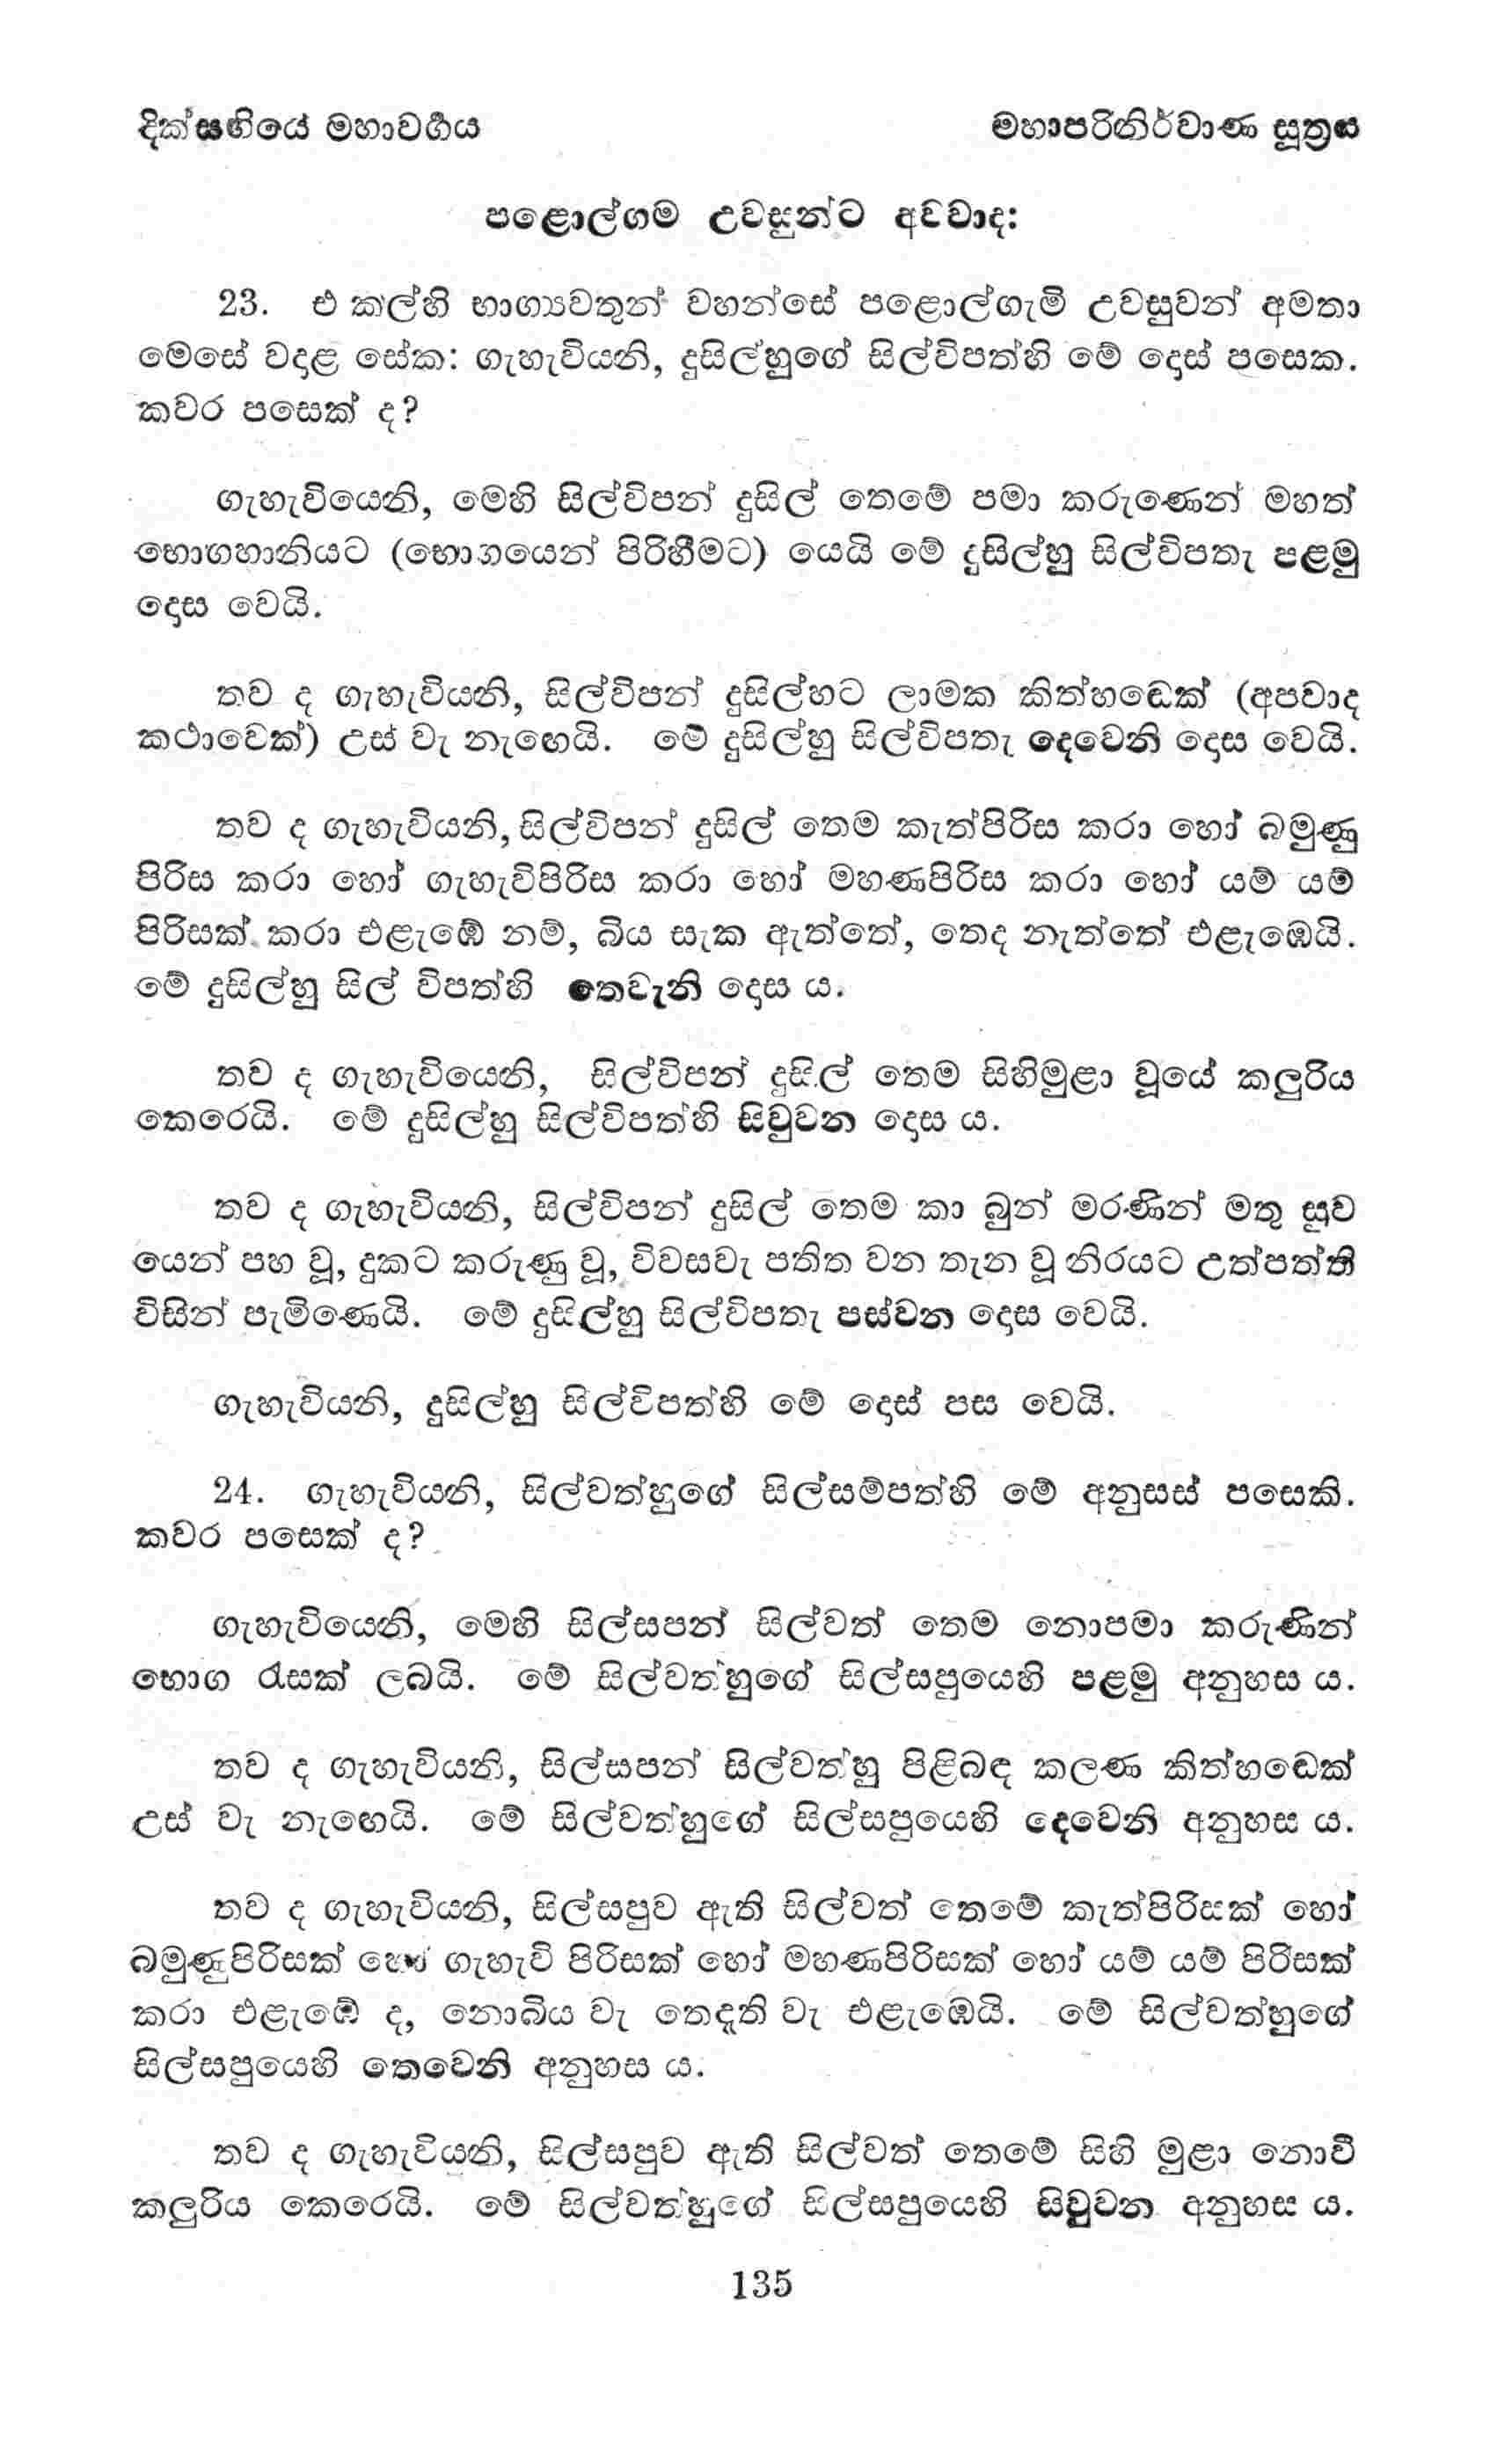 දික්සඟියේ මහාවර්‍ගය
මහාපරිනිර්වාණ සූත්‍රය
පළොල්ගම උවසුන්ට අවවාද:
23. එ කල්හි භාග්‍යවතුන් වහන්සේ පළොල්ගැමි උවසුවන් අමතා
මෙසේ වදාළ සේක: ගැහැවියනි, දුසිල්හුගේ සිල්විපත්හි මේ දොස් පසෙක.
කවර පසෙක් ද?
ගැහැවියෙනි, මෙහි සිල්විපන් දුසිල් තෙමේ පමා කරුණෙන් මහත්
භොගහානියට (භොගයෙන් පිරිහීමට) යෙයි මේ දුසිල්හු සිල්විපතැ පළමු
දොස වෙයි.
තව ද ගැහැවියනි, සිල්විපන් දුසිල්හට ලාමක කිත්හඬෙක් (අපවාද
කථාවෙක්) උස් වැ නැඟෙයි. මේ දුසිල්හු සිල්විපතැ දෙවෙනි දොස වෙයි.
තව ද ගැහැවියනි, සිල්විපන් දුසිල් තෙම කැත්පිරිස කරා හෝ බමුණු
පිරිස කරා හෝ ගැහැවිපිරිස කරා හෝ මහණපිරිස කරා හෝ යම් යම්
පිරිසක් කරා එළැඹේ නම්, බිය සැක ඇත්තේ, තෙද නැත්තේ එළැඹෙයි.
මේ දුසිල්හු සිල් විපත්හි තෙවැනි දොස ය.
තව ද ගැහැවියෙනි, සිල්විපන් දුසිල් තෙම සිහිමුළා වූයේ කලුරිය
කෙරෙයි. මේ දුසිල්හු සිල්විපත්හි සිවුවන දොස ය.
තව ද ගැහැවියනි, සිල්විපන් දුසිල් තෙම කා බුන් මරණින් මතු සුව
යෙන් පහ වූ, දුකට කරුණු වූ, විවසවැ පතිත වන තැන වූ නිරයට උත්පත්ති
විසින් පැමිණෙයි. මේ දුසිල්හු සිල්විපතැ පස්වන දොස වෙයි.
ගැහැවියනි, දුසිල්හු සිල්විපත්හි මේ දොස් පස වෙයි.
24. ගැහැවියනි, සිල්වත්හුගේ සිල්සම්පත්හි මේ අනුසස් පසෙකි.
කවර පසෙක් ද?
ගැහැවියෙනි, මෙහි සිල්සපන් සිල්වත් තෙම නොපමා කරුණින්
භොග රැසක් ලබයි. මේ සිල්වත්හුගේ සිල්සපුයෙහි පළමු අනුහස ය.
තව ද ගැහැවියනි, සිල්සපන් සිල්වත්හු පිළිබඳ කලණ කිත්හඬෙක්
උස් වැ නැඟෙයි. මේ සිල්වත්හුගේ සිල්සපුයෙහි දෙවෙනි අනුහස ය.
තව ද ගැහැවියනි, සිල්සපුව ඇති සිල්වත් තෙමේ කැත්පිරිසක් හෝ
බමුණුපිරිසක් හෝ ගැහැවි පිරිසක් හෝ මහණපිරිසක් හෝ යම් යම් පිරිසක්
කරා එළැඹේ ද, නොබිය වැ තෙදැති වැ එළැඹෙයි. මේ සිල්වත්හුගේ
සිල්සපුයෙහි තෙවෙනි අනුහස ය.
තව ද ගැහැවියනි, සිල්සපුව ඇති සිල්වත් තෙමේ සිහි මුළා නොවී
කලුරිය කෙරෙයි. මේ සිල්වත්හුගේ සිල්සපුයෙහි සිවුවන අනුහස ය.
135